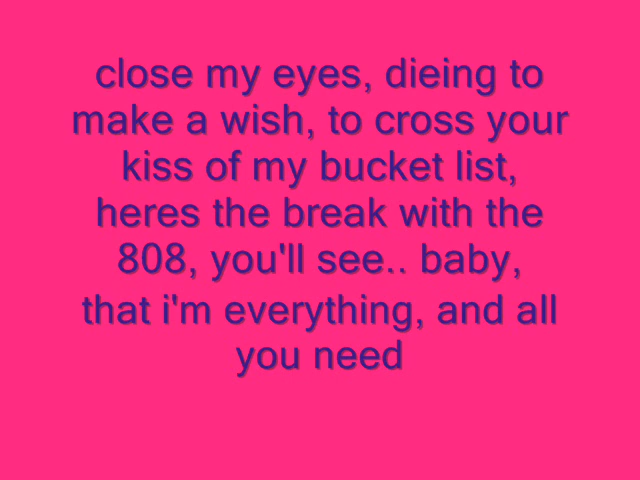 close my eyes, dieing to
make a wish, to cross your
kiss of my bucket list,
heres the break with the
808, you'll see.. baby,
that i'm everything, and all
you need